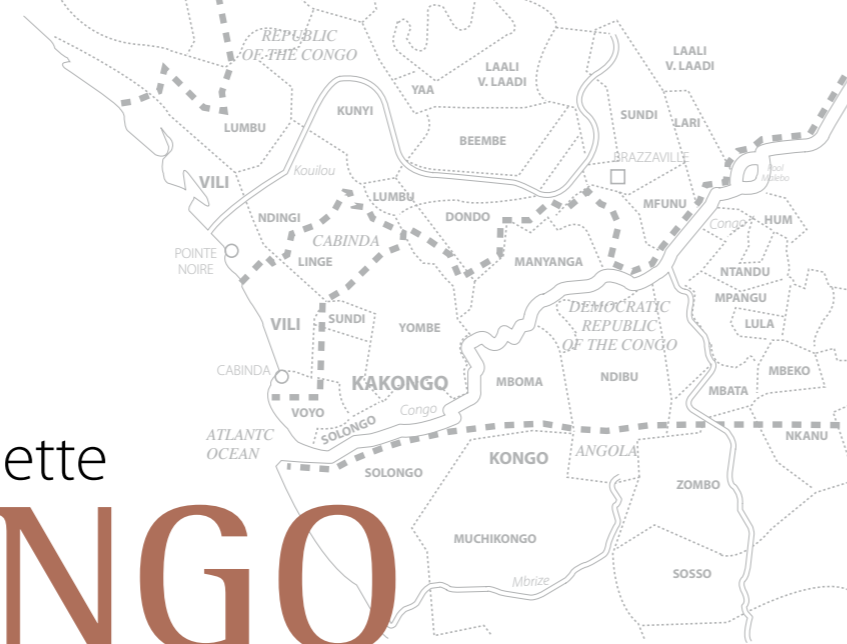 REPUBLIC
OF THE CONGO
LAALI
V. LAADI
LAALI
V. LAADI
YAA
KUNYI
SUNDI
LARI
LUMBU
BEEMBE
BRAZZAVILLE
Kouilou
Pool
Malebo
VILI
LUMBU
MFUNU
NDINGI
DONDO
Congo
HUM
CABINDA
POINTE
NOIRE
LINGE
MANYANGA
NTANDU
MPANGU
DEMOCRATIC
REPUBLIC
OF THE CONGO
VILI
SUNDI
YOMBE
LULA
CABINDA
KAKONGO
MBOMA
NDIBU
MBEKO
MBATA
VOYO
Congo
SOLONGO
ATLANTC
OCEAN
NKANU
ette
KONGO
ANGOLA
SOLONGO
ZOMBO
NGO
MUCHIKONGO
Mbrize
SOSSO